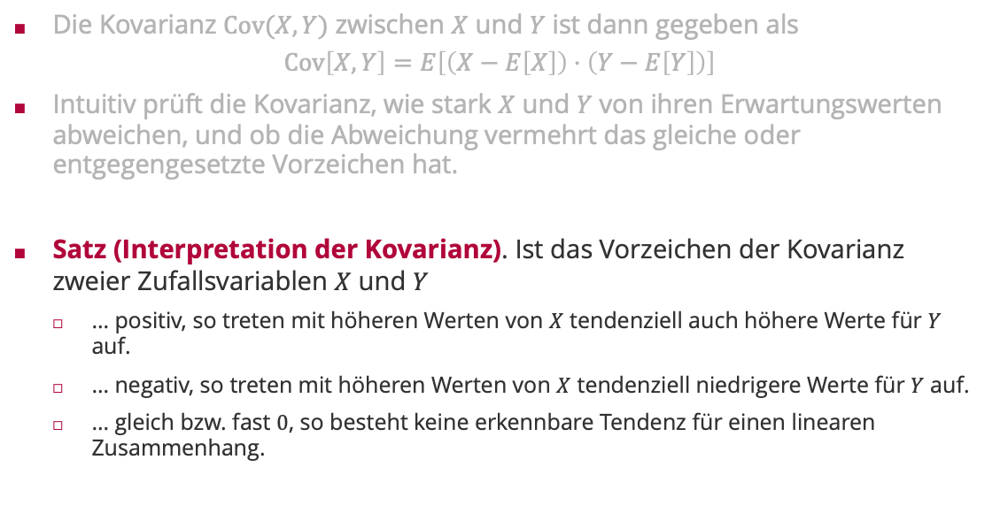 Die Kovarianz Cov(X, Y) zwischen X und Y ist dann gegeben als
Cov[X, Y] = E[(X − E[X]) · (Y − E[Y])]
Intuitiv prüft die Kovarianz, wie stark X und Y von ihren Erwartungswerten
abweichen, und ob die Abweichung vermehrt das gleiche oder
entgegengesetzte Vorzeichen hat.
Satz (Interpretation der Kovarianz). Ist das Vorzeichen der Kovarianz
zweier Zufallsvariablen X und Y
... positiv, so treten mit höheren Werten von X tendenziell auch höhere Werte für Y
auf.
... negativ, so treten mit höheren Werten von X tendenziell niedrigere Werte für Y auf.
... gleich bzw. fast 0, so besteht keine erkennbare Tendenz für einen linearen
Zusammenhang.